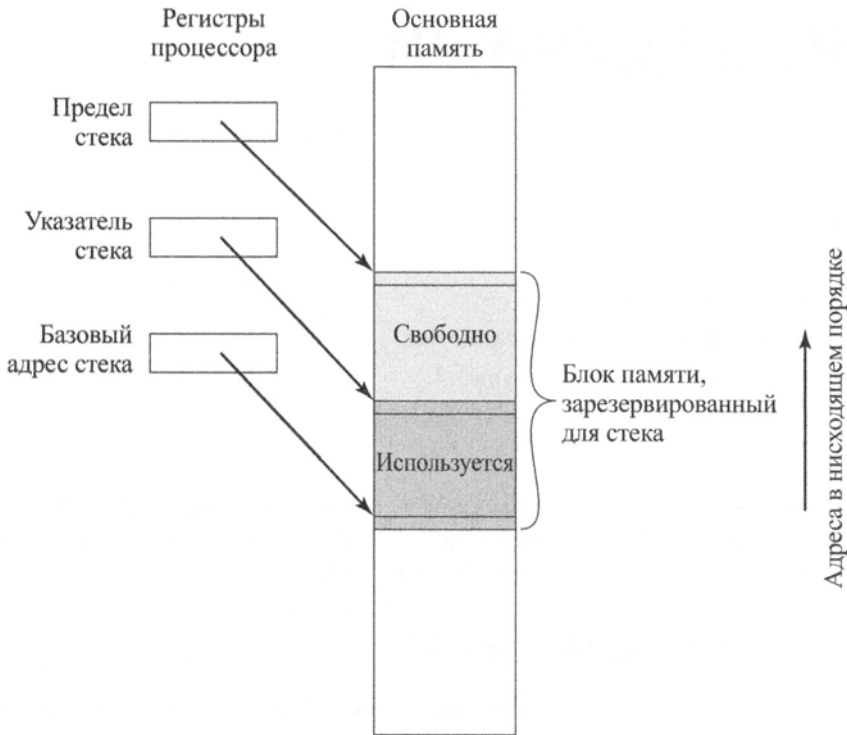 Регистры
процессора
Основная
память
Предел
стека
Указатель
стека
Базовый
адрес стека
Свободно
Используется
Блок памяти,
зарезервированный
для стека
Адреса в нисходящем порядке